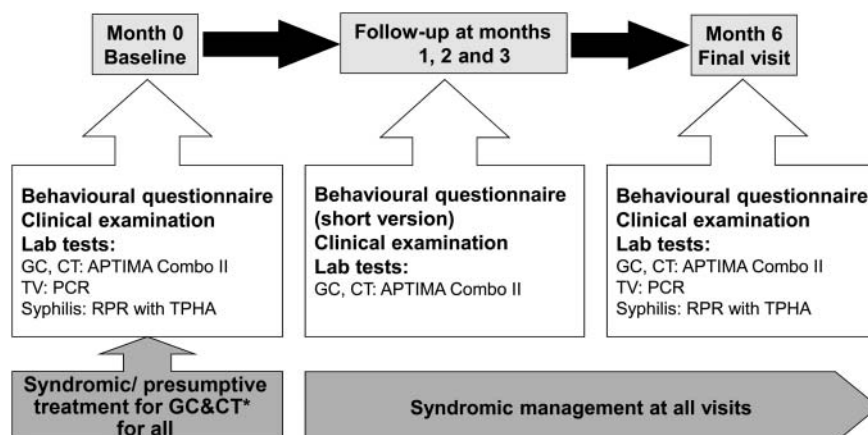 Month 0
Baseline
Follow-up at months
1, 2 and 3
Month 6
Final visit
Behavioural questionnaire
Clinical examination
Lab tests:
GC, CT: APTIMA Combo II
TV: PCR
Syphilis: RPR with TPHA
Behavioural questionnaire
(short version)
Clinical examination
Lab tests:
GC, CT: APTIMA Combo II
Behavioural questionnaire
Clinical examination
Lab tests:
GC, CT: APTIMA Combo II
TV: PCR
Syphilis: RPR with TPHA
Syndromic/ presumptive
treatment for GC&CT*
for all
Syndromic management at all visits